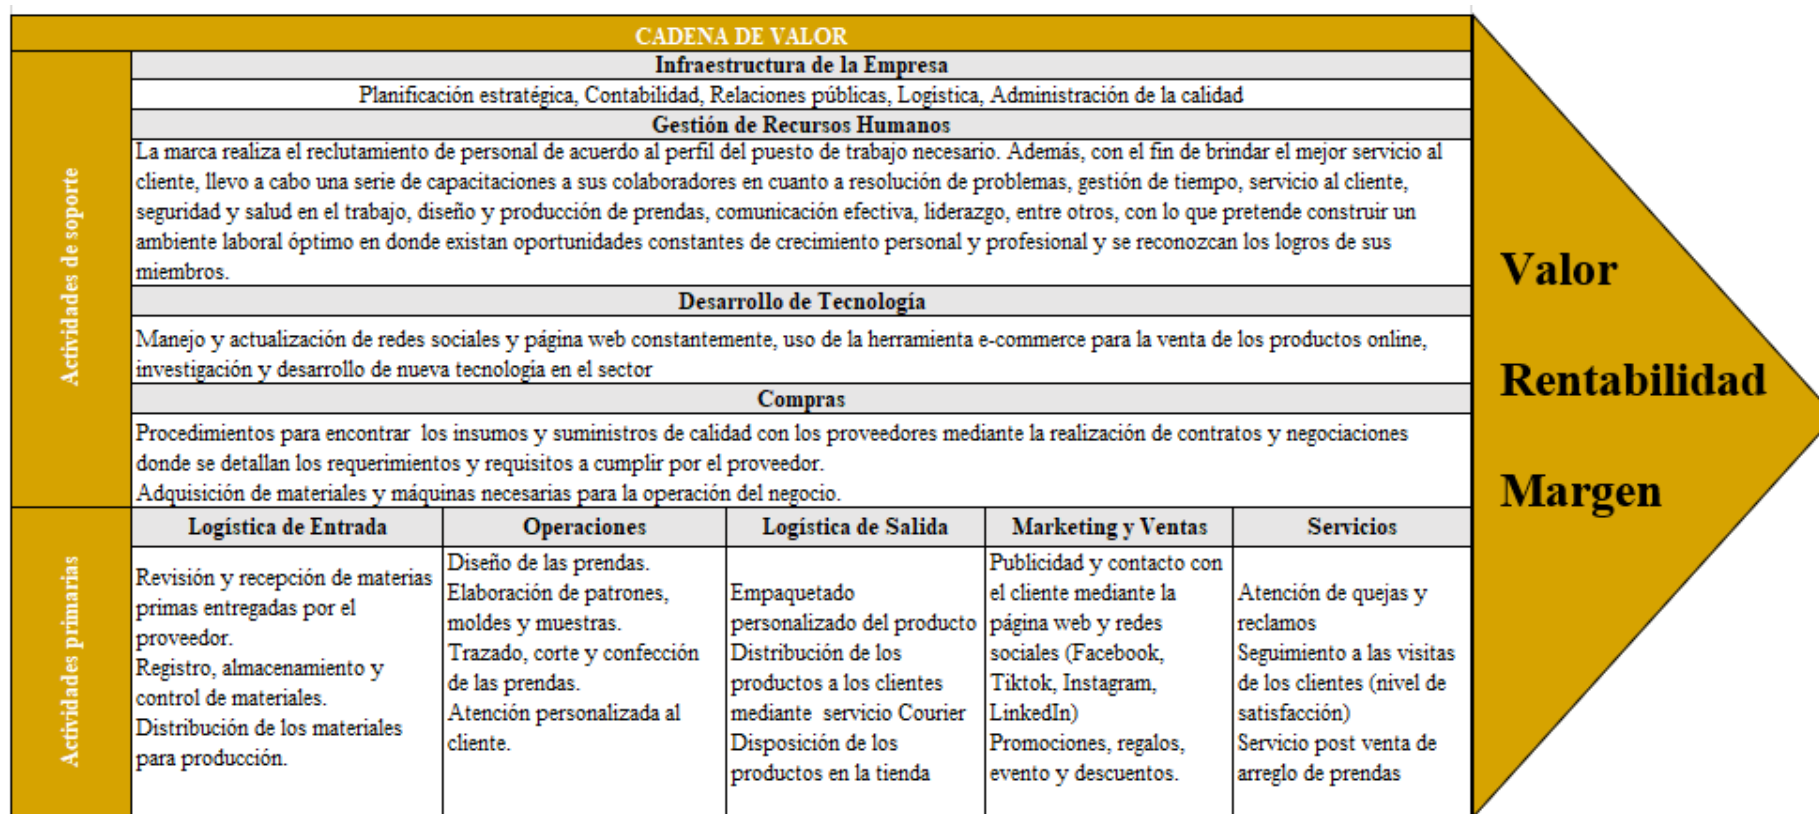 CADENA DE VALOR
Actividades de soporte
Infraestructura de la Empresa
Planificación estratégica, Contabilidad, Relaciones públicas, Logística, Administración de la calidad
Gestión de Recursos Humanos
La marca realiza el reclutamiento de personal de acuerdo al perfil del puesto de trabajo necesario. Además, con el fin de brindar el mejor servicio al
cliente, llevo a cabo una serie de capacitaciones a sus colaboradores en cuanto a resolución de problemas, gestión de tiempo, servicio al cliente,
seguridad y salud en el trabajo, diseño y producción de prendas, comunicación efectiva, liderazgo, entre otros, con lo que pretende construir un
ambiente laboral óptimo en donde existan oportunidades constantes de crecimiento personal y profesional y se reconozcan los logros de sus
miembros.
Desarrollo de Tecnología
Manejo y actualización de redes sociales y página web constantemente, uso de la herramienta e-commerce para la venta de los productos online,
investigación y desarrollo de nueva tecnología en el sector
Compras
Procedimientos para encontrar los insumos y suministros de calidad con los proveedores mediante la realización de contratos y negociaciones
donde se detallan los requerimientos y requisitos a cumplir por el proveedor.
Adquisición de materiales y máquinas necesarias para la operación del negocio.
Actividades primarias
Logística de Entrada
Revisión y recepción de materias
primas entregadas por el
proveedor.
Registro, almacenamiento y
control de materiales.
Distribución de los materiales
para producción.
Operaciones
Diseño de las prendas.
Elaboración de patrones,
moldes y muestras.
Trazado, corte y confección
de las prendas.
Atención personalizada al
cliente.
Logística de Salida
Empaquetado
personalizado del producto
Distribución de los
productos a los clientes
mediante servicio Courier
Disposición de los
productos en la tienda
Marketing y Ventas
Publicidad y contacto con
el cliente mediante la
página web y redes
sociales (Facebook,
Tiktok, Instagram,
LinkedIn)
Promociones, regalos,
evento y descuentos.
Servicios
Atención de quejas y
reclamos
Seguimiento a las visitas
de los clientes (nivel de
satisfacción)
Servicio post venta de
arreglo de prendas
Valor
Rentabilidad
Margen